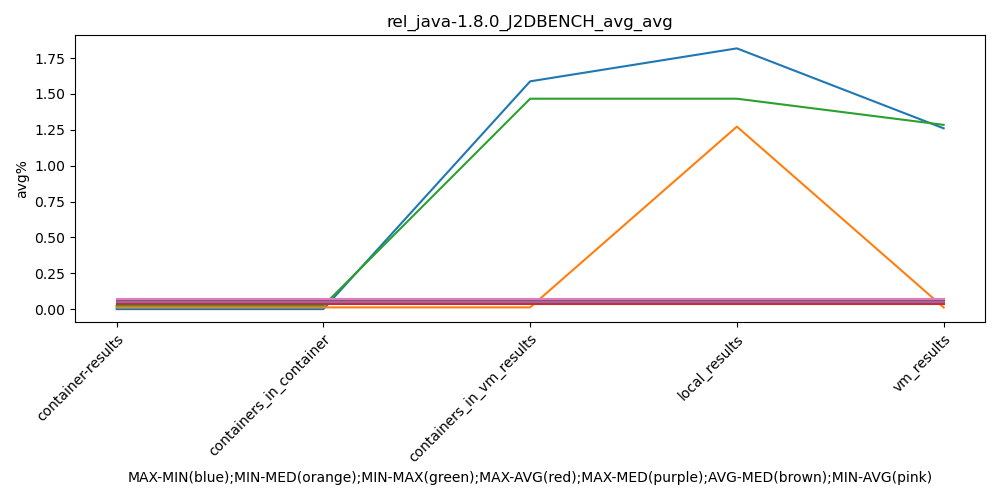 rel_java-1.8.0_J2DBENCH_avg_avg
avg%
1.75
1.50
1.25
1.00
0.75
0.50
0.25
0.00
container-results
containers_in_container
containers_in_vm_results
local_results
vm_results
MAX-MIN(blue);MIN-MED(orange);MIN-MAX(green);MAX-AVG(red);MAX-MED(purple);AVG-MED(brown);MIN-AVG(pink)